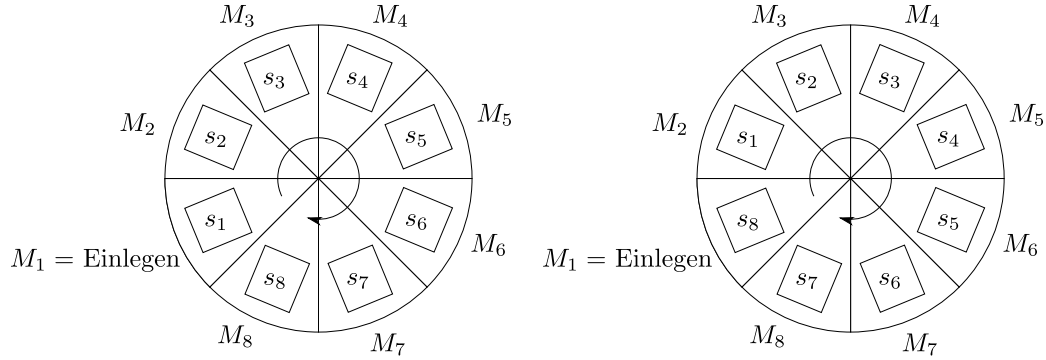 M₃ M₄ M₃ M₄
s₃ s₄ s₂ s₃
M₂ s₂ s₅ M₅ M₂ s₁ s₄ M₅
s₁ s₆ s₈ s₅
M₁ = Einlegen M₆ M₁ = Einlegen M₆
s₈ s₇ s₇ s₆
M₈ M₇ M₈ M₇